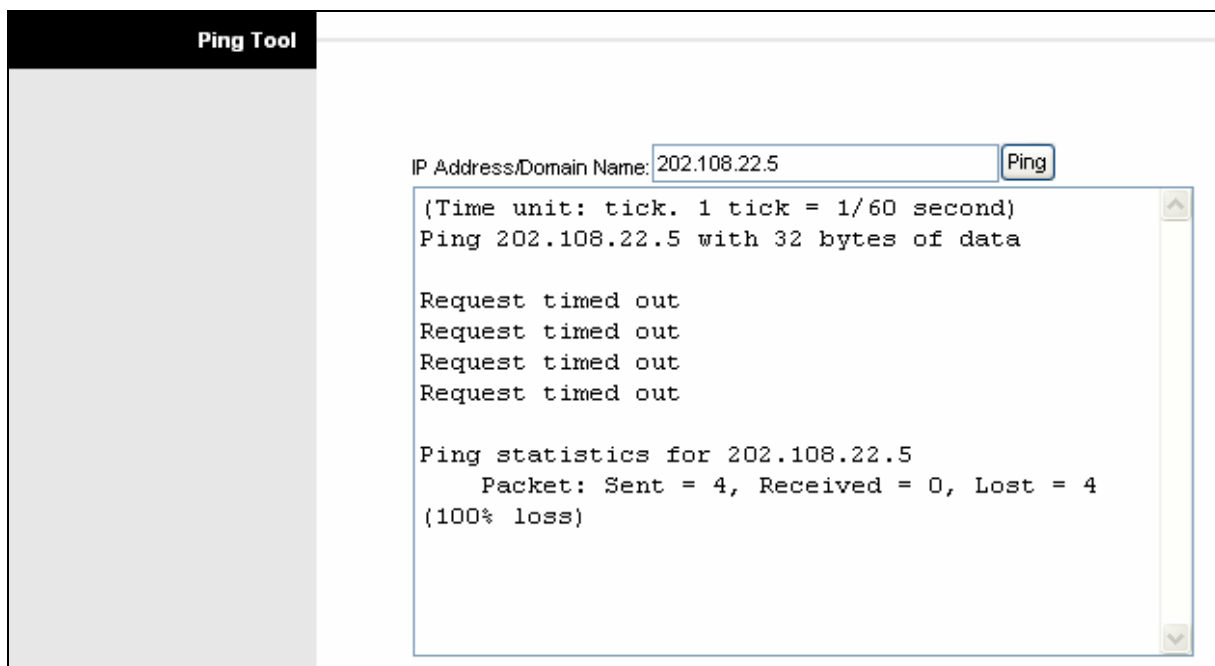 Ping Tool
IP Address/Domain Name: 202.108.22.5 Ping
(Time unit: tick. 1 tick = 1/60 second)
Ping 202.108.22.5 with 32 bytes of data
Request timed out
Request timed out
Request timed out
Request timed out
Ping statistics for 202.108.22.5
Packet: Sent = 4, Received = 0, Lost = 4
(100% loss)